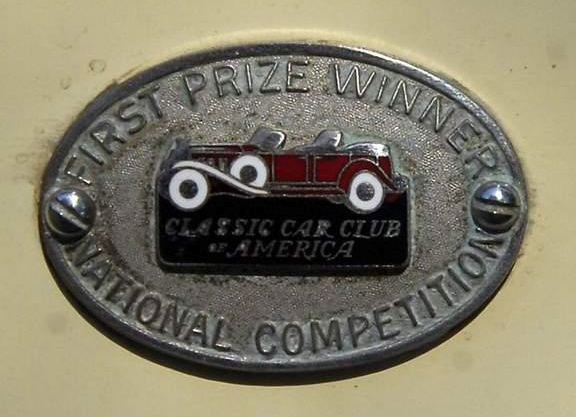 FIRST PRIZE WINNER
CLASSIC CAR CLUB
OF AMERICA
NATIONAL COMPETITION